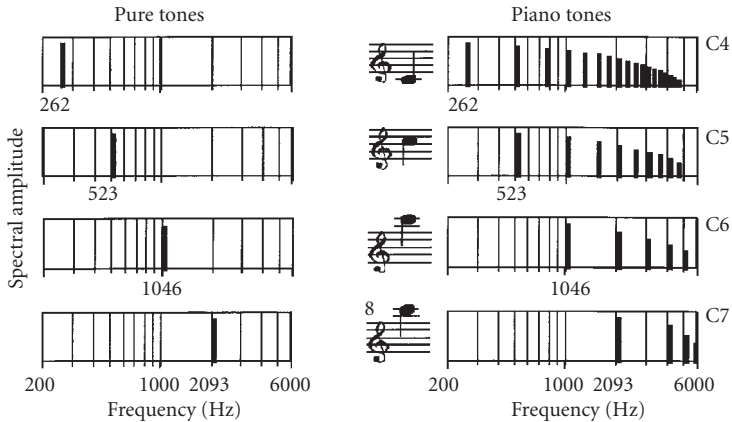 Pure tones
Piano tones
C4
262
262
C5
523
523
C6
1046
1046
8
C7
200 1000 2093 6000
200 1000 2093 6000
Frequency (Hz)
Frequency (Hz)
Spectral amplitude